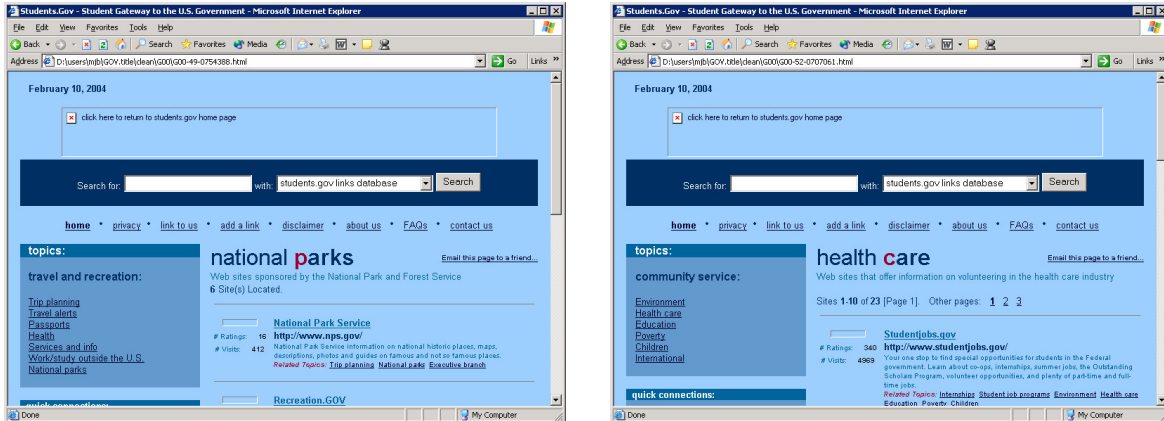 Students.Gov - Student Gateway to the U.S. Government - Microsoft Internet Explorer
File Edit View Favorites Tools Help
Back Search Favorites Media
Address D:\users\mjb\GOV.title\clean\G00\G00-49-0754388.html Go Links »
February 10, 2004
click here to return to students.gov home page
Search for: with: students.gov links database Search
home * privacy * link to us * add a link * disclaimer * about us * FAQs * contact us
topics:
travel and recreation:
Trip planning
Travel alerts
Passports
Health
Services and info
Work/study outside the U.S.
National parks
quick connections:
national parks
Email this page to a friend...
Web sites sponsored by the National Park and Forest Service
6 Site(s) Located.
National Park Service
# Ratings: 16 http://www.nps.gov/
# Visits: 412 National Park Service information on national historic places, maps,
descriptions, photos and guides on famous and not so famous places.
Related Topics: Trip planning National parks Executive branch
Recreation.GOV
Done My Computer
Students.Gov - Student Gateway to the U.S. Government - Microsoft Internet Explorer
File Edit View Favorites Tools Help
Back Search Favorites Media
Address D:\users\mjb\GOV.title\clean\G00\G00-52-0707061.html Go Links »
February 10, 2004
click here to return to students.gov home page
Search for: with: students.gov links database Search
home * privacy * link to us * add a link * disclaimer * about us * FAQs * contact us
topics:
community service:
Environment
Health care
Education
Poverty
Children
International
quick connections:
health care
Email this page to a friend...
Web sites that offer information on volunteering in the health care industry
Sites 1-10 of 23 [Page 1]. Other pages: 1 2 3
Studentjobs.gov
# Ratings: 340 http://www.studentjobs.gov/
# Visits: 4969 Your one stop to find special opportunities for students in the Federal
government. Learn about co-ops, internships, summer jobs, the Outstanding
Scholars Program, volunteer opportunities, and plenty of part-time and full-
time jobs.
Related Topics: Internships Student job programs Environment Health care
Education Poverty Children
Done My Computer